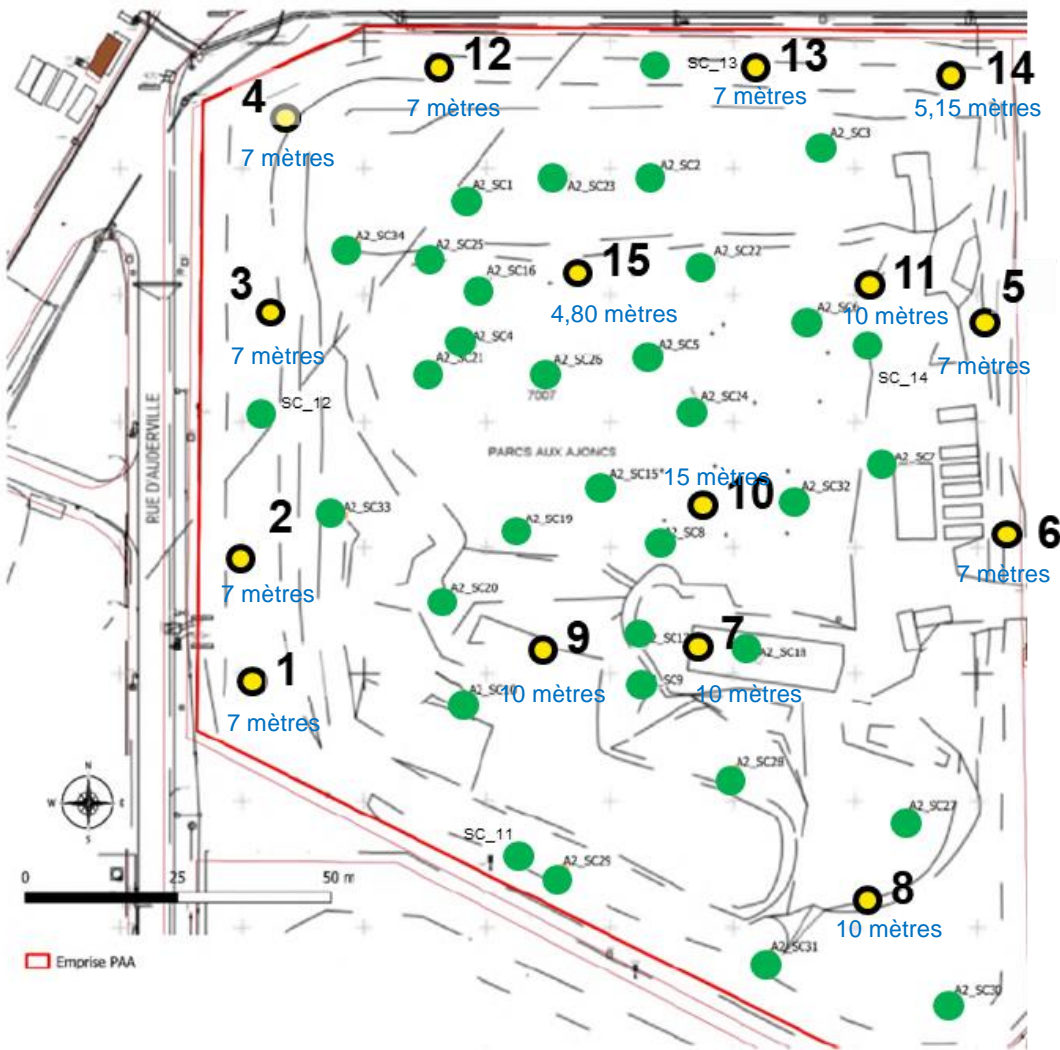 12
SC_13
13
14
7 mètres
7 mètres
5,15 mètres
4
7 mètres
A2_SC3
A2_SC1
A2_SC23
A2_SC2
A2_SC34
A2_SC25
A2_SC16
15
A2_SC22
11
5
3
4,80 mètres
10 mètres
7 mètres
A2_SC4
A2_SC21
A2_SC26
A2_SC5
7 mètres
SC_14
7007
SC_12
A2_SC24
RUE D'AUDERVILLE
PARCS AUX AJONCS
A2_SC15
15 mètres
A2_SC7
10
A2_SC32
2
A2_SC33
A2_SC19
A2_SC8
6
7 mètres
7 mètres
A2_SC20
9
7
A2_SC18
1
10 mètres
A2_SC9
10 mètres
7 mètres
A2_SC28
N
W
E
S
A2_SC27
SC_11
A2_SC29
0
25
50 m
8
10 mètres
A2_SC31
Emprise PAA
A2_SC30